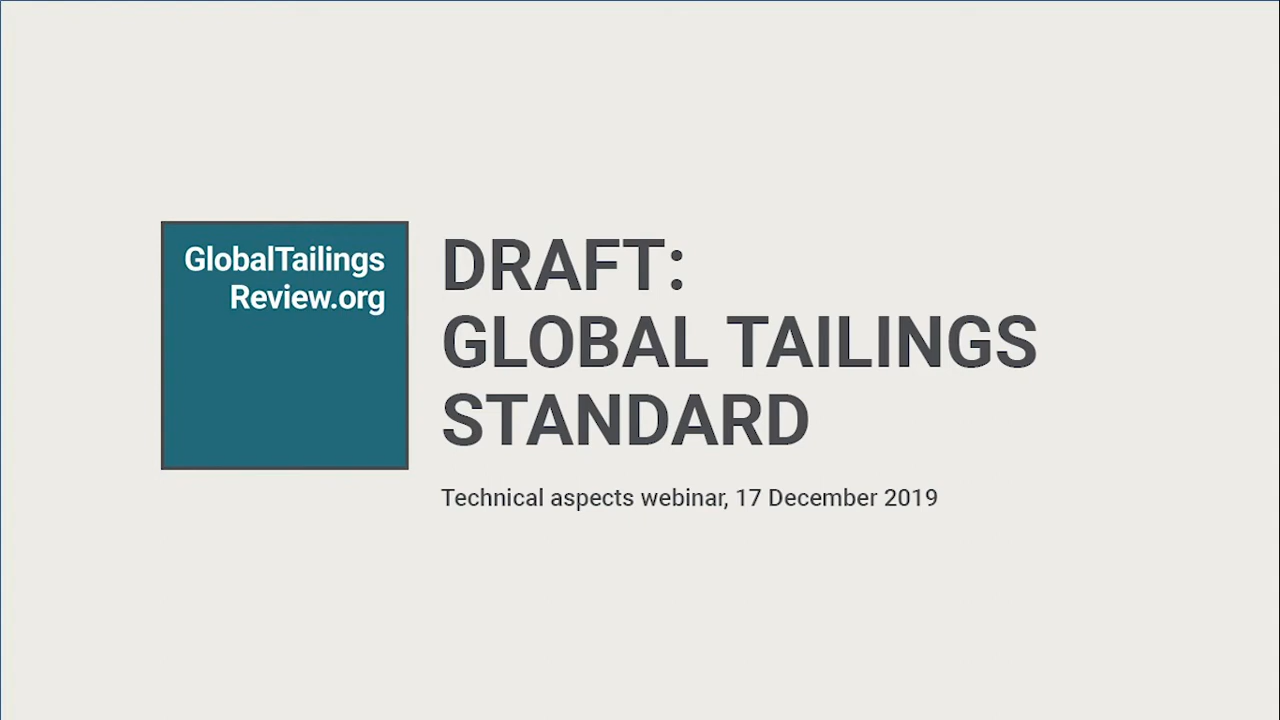 GlobalTailings
Review.org
DRAFT:
GLOBAL TAILINGS
STANDARD
Technical aspects webinar, 17 December 2019